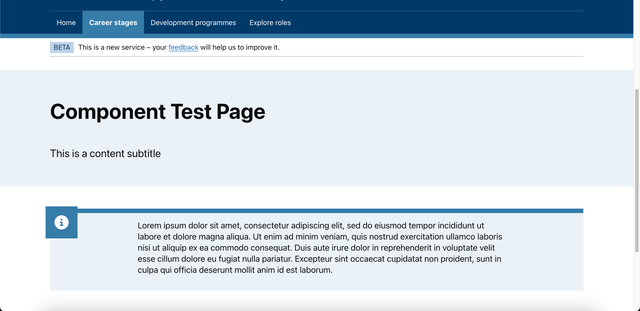 Home Career stages Development programmes Explore roles
BETA This is a new service – your feedback will help us to improve it.
Component Test Page
This is a content subtitle
Lorem ipsum dolor sit amet, consectetur adipiscing elit, sed do eiusmod tempor incididunt ut
labore et dolore magna aliqua. Ut enim ad minim veniam, quis nostrud exercitation ullamco laboris
nisi ut aliquip ex ea commodo consequat. Duis aute irure dolor in reprehenderit in voluptate velit
esse cillum dolore eu fugiat nulla pariatur. Excepteur sint occaecat cupidatat non proident, sunt in
culpa qui officia deserunt mollit anim id est laborum.